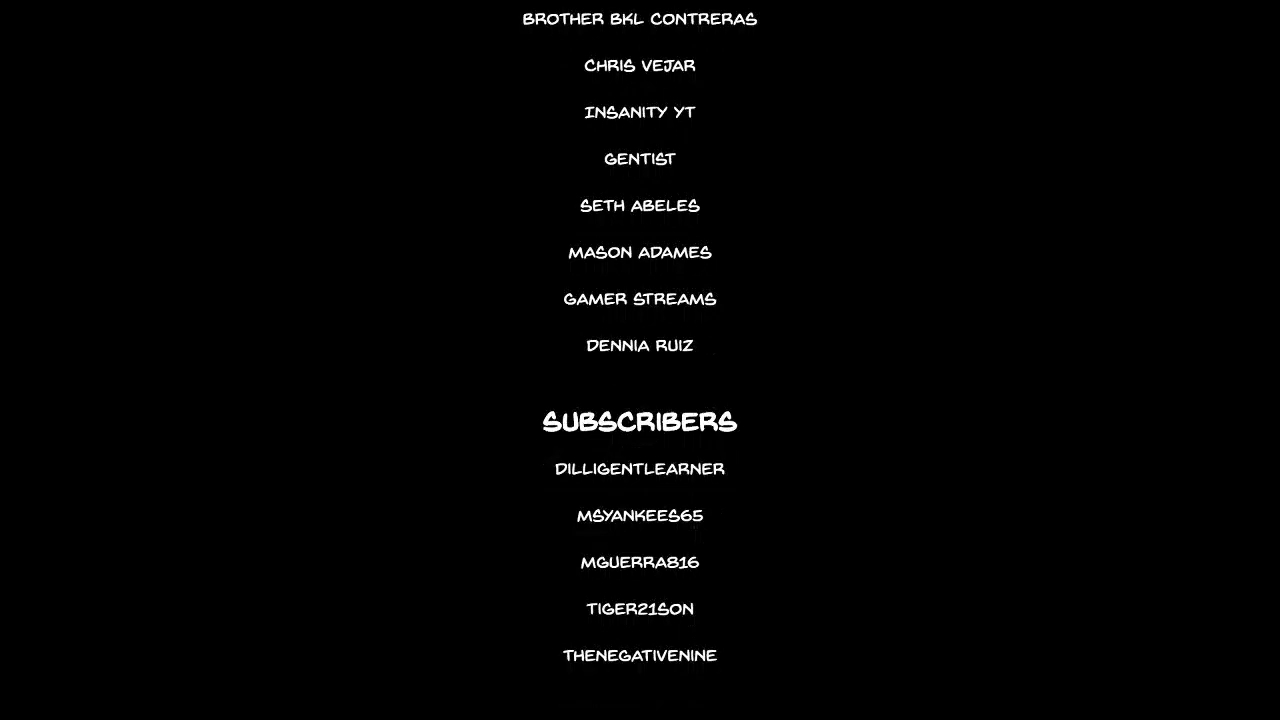 BROTHER BKL CONTRERAS
CHRIS VEJAR
INSANITY YT
GENTIST
SETH ABELES
MASON ADAMES
GAMER STREAMS
DENNIA RUIZ
SUBSCRIBERS
DILLIGENTLEARNER
MSYANKEES65
MGUERRA816
TIGER21SON
THENEGATIVENINE